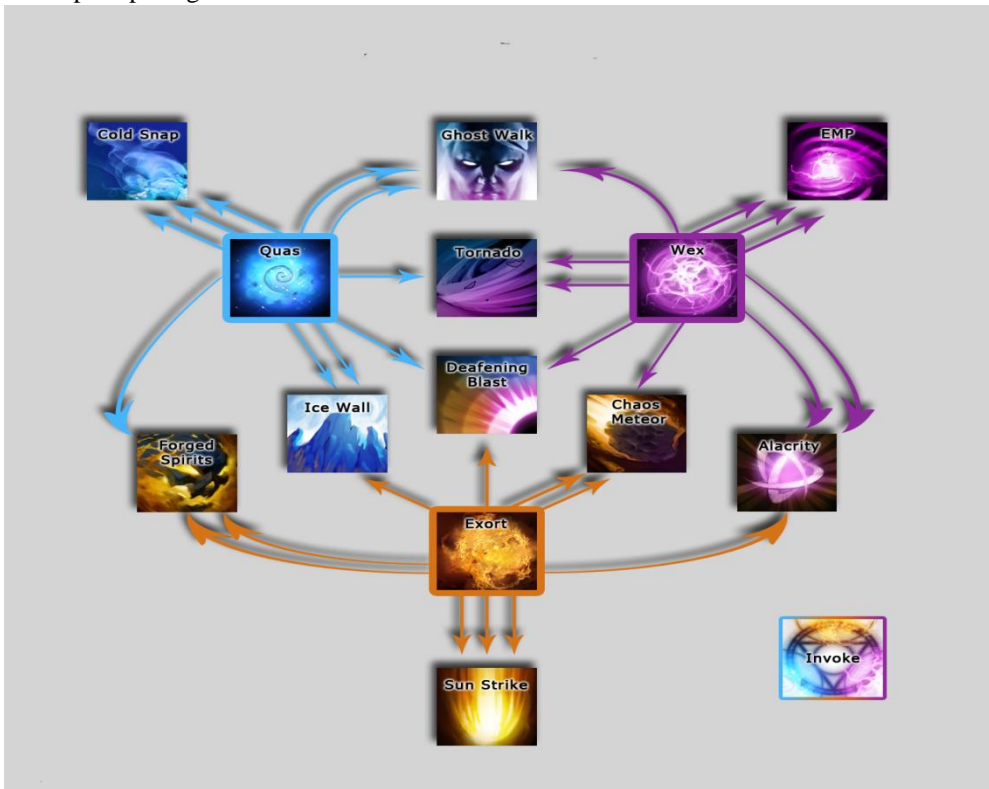 Cold Snap
Ghost Walk
EMP
Quas
Tornado
Wex
Deafening
Blast
Ice Wall
Chaos
Meteor
Forged
Spirits
Alacrity
Exort
Invoke
Sun Strike